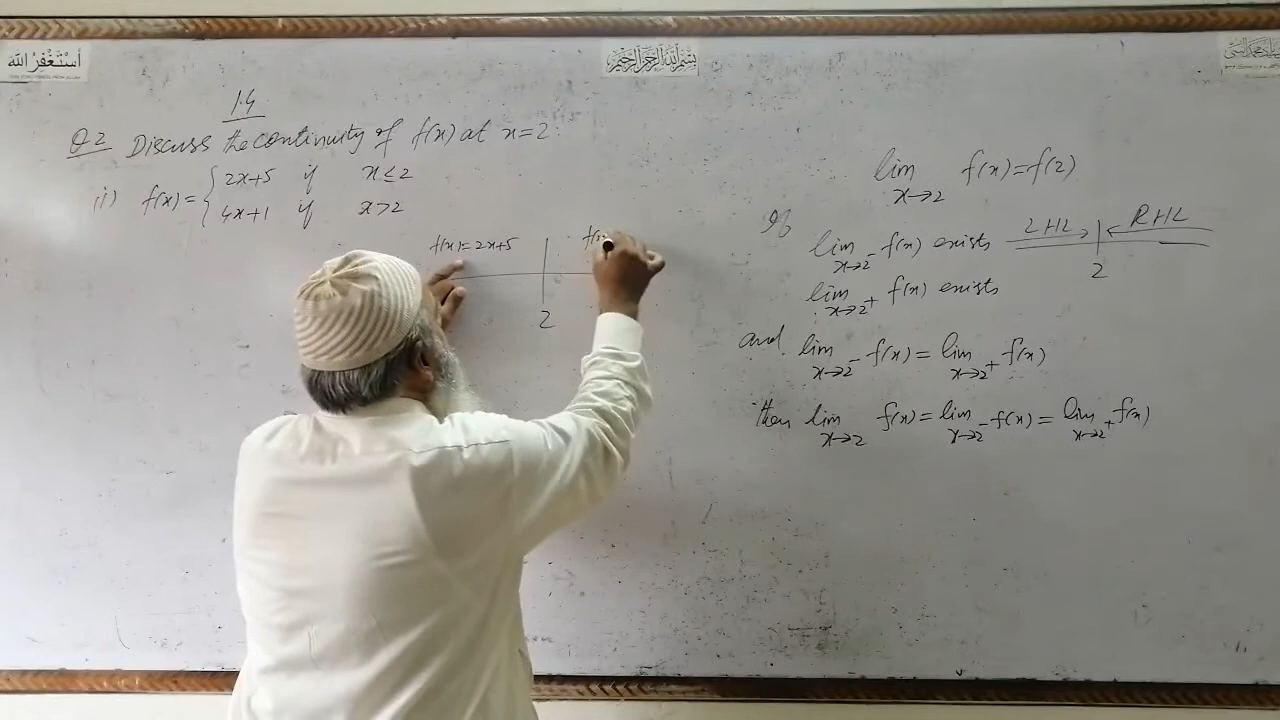 أستغفر الله
بسم الله الرحمن الرحيم
1.4
Q2 Discuss the continuity of f(x) at x=2.
i) f(x) = { 2x+5 if x≤2
4x+1 if x>2
f(x)=2x+5
f(x)
2
lim x→2 f(x)=f(2)
If
lim x→2⁻ f(x) exists
LHL RHL
2
lim x→2⁺ f(x) exists
and lim x→2⁻ f(x) = lim x→2⁺ f(x)
then lim x→2 f(x) = lim x→2⁻ f(x) = lim x→2⁺ f(x)